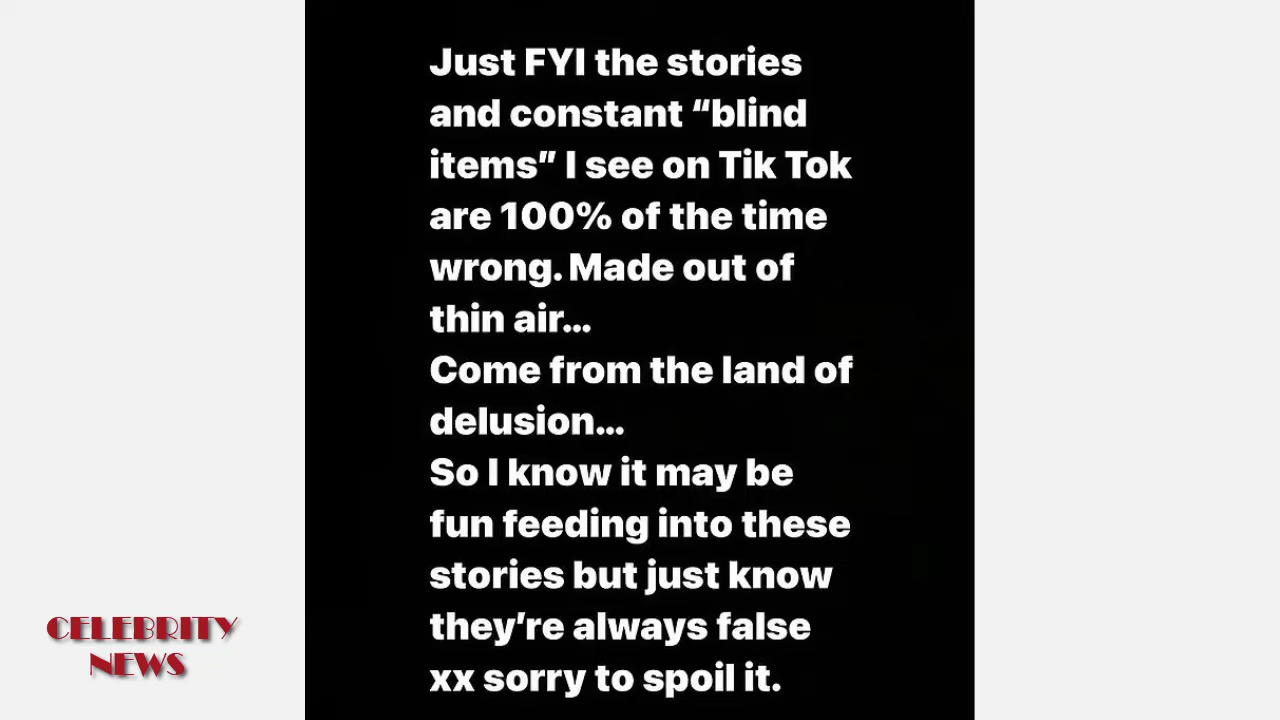 Just FYI the stories
and constant “blind
items” I see on Tik Tok
are 100% of the time
wrong. Made out of
thin air...
Come from the land of
delusion...
So I know it may be
fun feeding into these
stories but just know
they’re always false
xx sorry to spoil it.
CELEBRITY
NEWS